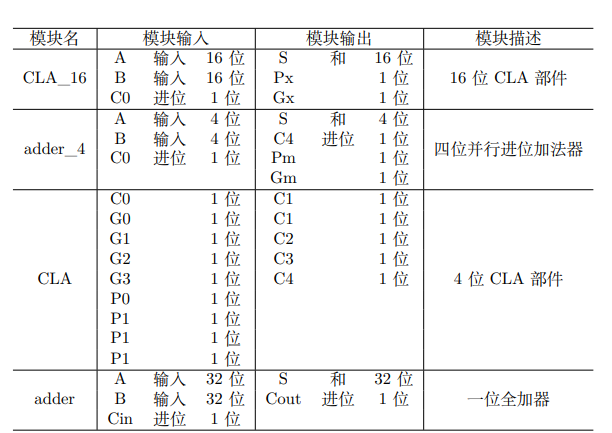 模块名 模块输入 模块输出 模块描述
CLA_16 A 输入 16 位 S 和 16 位 16 位 CLA 部件
B 输入 16 位 Px 1 位
C0 进位 1 位 Gx 1 位
adder_4 A 输入 4 位 S 和 4 位 四位并行进位加法器
B 输入 4 位 C4 进位 1 位
C0 进位 1 位 Pm 1 位
Gm 1 位
CLA C0 1 位 C1 1 位 4 位 CLA 部件
G0 1 位 C1 1 位
G1 1 位 C2 1 位
G2 1 位 C3 1 位
G3 1 位 C4 1 位
P0 1 位
P1 1 位
P1 1 位
P1 1 位
adder A 输入 32 位 S 和 32 位 一位全加器
B 输入 32 位 Cout 进位 1 位
Cin 进位 1 位